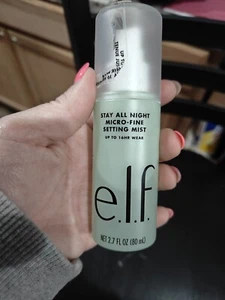 STAY ALL NIGHT
MICRO-FINE
SETTING MIST
UP TO 16HR WEAR
e.l.f.
NET 2.7 FL OZ (80 mL)